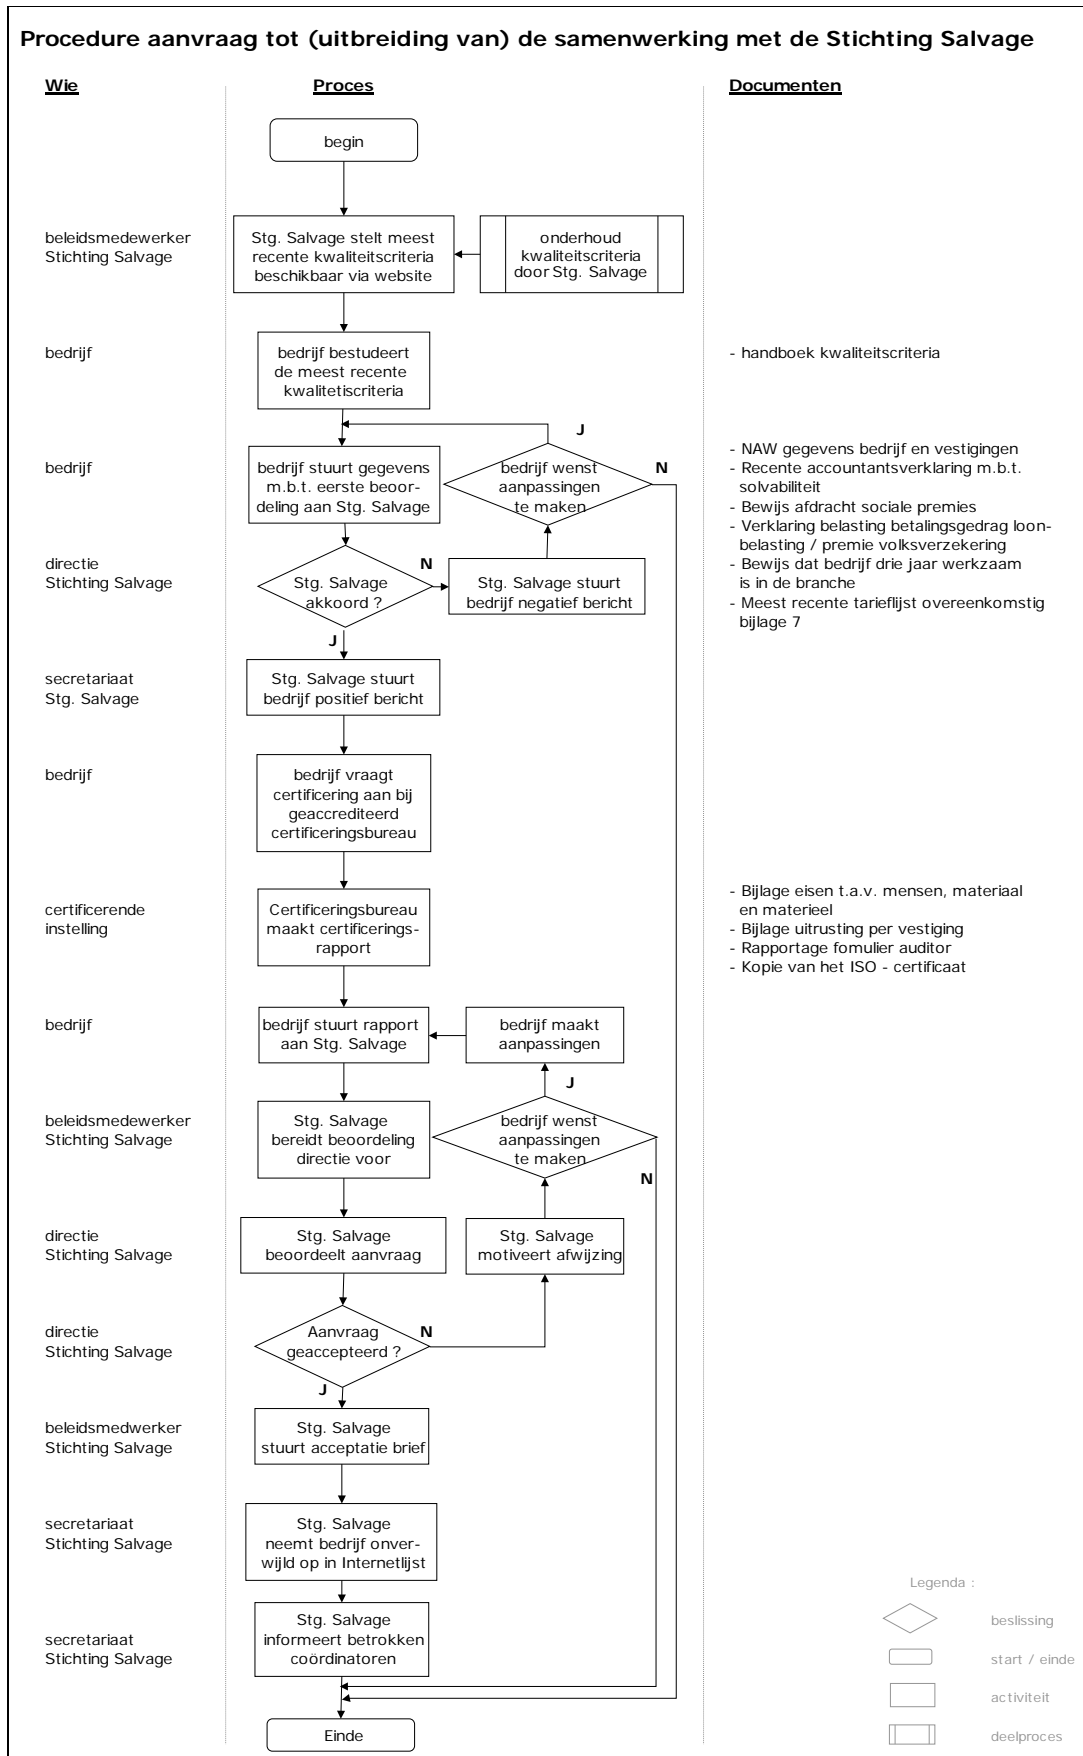 Procedure aanvraag tot (uitbreiding van) de samenwerking met de Stichting Salvage
Wie
Proces
Documenten
begin
beleidsmedewerker
Stichting Salvage
Stg. Salvage stelt meest
recente kwaliteitscriteria
beschikbaar via website
onderhoud
kwaliteitscriteria
door Stg. Salvage
bedrijf
bedrijf bestudeert
de meest recente
kwalitetiscriteria
- handboek kwaliteitscriteria
J
bedrijf
bedrijf stuurt gegevens
m.b.t. eerste beoor-
deling aan Stg. Salvage
bedrijf wenst
aanpassingen
te maken
N
- NAW gegevens bedrijf en vestigingen
- Recente accountantsverklaring m.b.t.
solvabiliteit
- Bewijs afdracht sociale premies
- Verklaring belasting betalingsgedrag loon-
belasting / premie volksverzekering
- Bewijs dat bedrijf drie jaar werkzaam
is in de branche
- Meest recente tarieflijst overeenkomstig
bijlage 7
directie
Stichting Salvage
Stg. Salvage
akkoord ?
N
Stg. Salvage stuurt
bedrijf negatief bericht
J
secretariaat
Stg. Salvage
Stg. Salvage stuurt
bedrijf positief bericht
bedrijf
bedrijf vraagt
certificering aan bij
geaccrediteerd
certificeringsbureau
certificerende
instelling
Certificeringsbureau
maakt certificerings-
rapport
- Bijlage eisen t.a.v. mensen, materiaal
en materieel
- Bijlage uitrusting per vestiging
- Rapportage fomulier auditor
- Kopie van het ISO - certificaat
bedrijf
bedrijf stuurt rapport
aan Stg. Salvage
bedrijf maakt
aanpassingen
J
beleidsmedewerker
Stichting Salvage
Stg. Salvage
bereidt beoordeling
directie voor
bedrijf wenst
aanpassingen
te maken
N
directie
Stichting Salvage
Stg. Salvage
beoordeelt aanvraag
Stg. Salvage
motiveert afwijzing
directie
Stichting Salvage
Aanvraag
geaccepteerd ?
N
J
beleidsmedwerker
Stichting Salvage
Stg. Salvage
stuurt acceptatie brief
secretariaat
Stichting Salvage
Stg. Salvage
neemt bedrijf onver-
wijld op in Internetlijst
secretariaat
Stichting Salvage
Stg. Salvage
informeert betrokken
coördinatoren
Einde
Legenda :
beslissing
start / einde
activiteit
deelproces